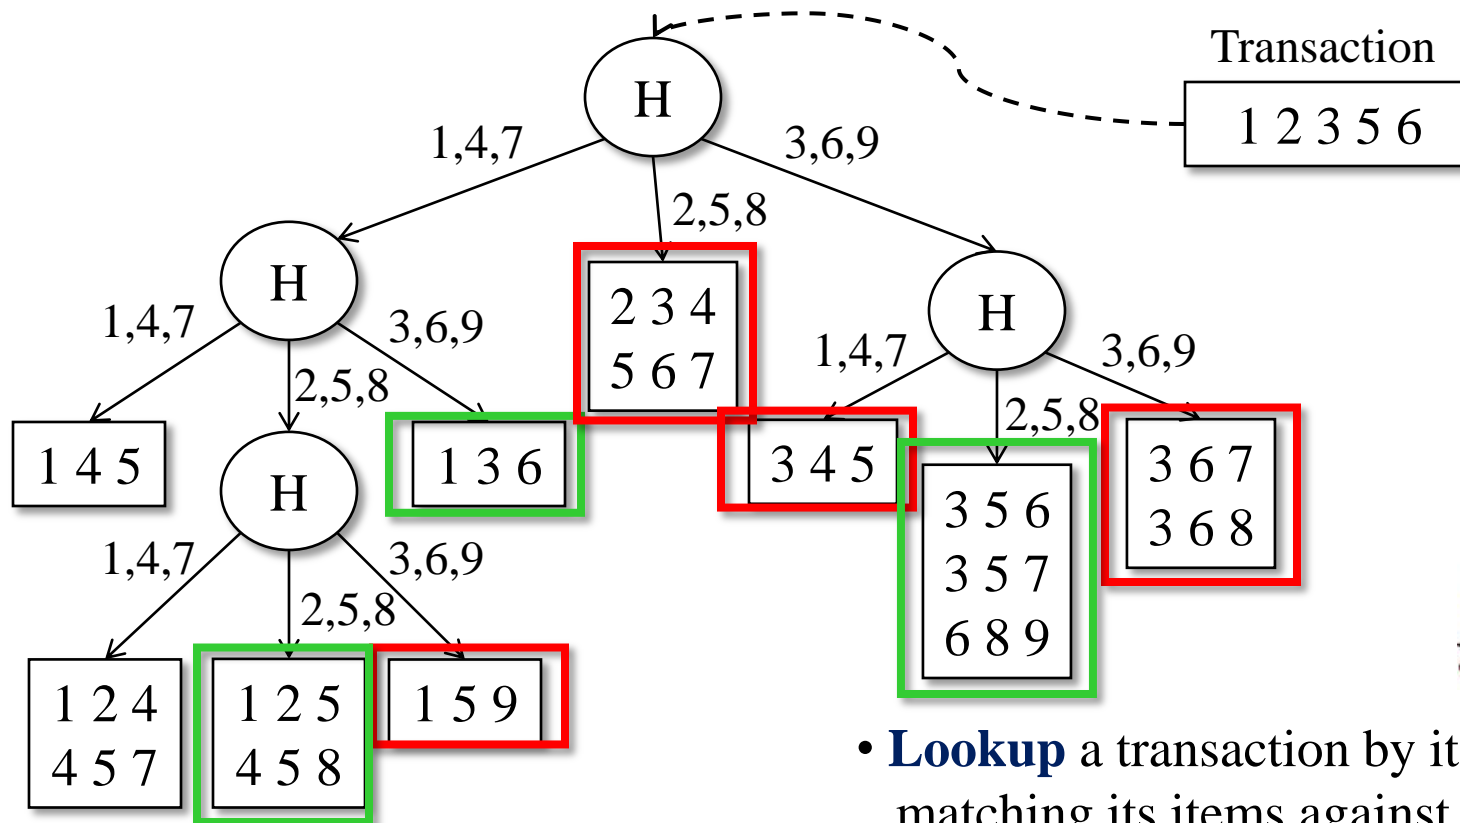 Transaction
1 2 3 5 6
H
1,4,7
3,6,9
2,5,8
H
2 3 4
5 6 7
H
1,4,7
3,6,9
2,5,8
1,4,7
3,6,9
2,5,8
1 4 5
H
1 3 6
3 4 5
3 5 6
3 5 7
6 8 9
3 6 7
3 6 8
1,4,7
3,6,9
2,5,8
1 2 4
4 5 7
1 2 5
4 5 8
1 5 9
• Lookup a transaction by it
matching its items against